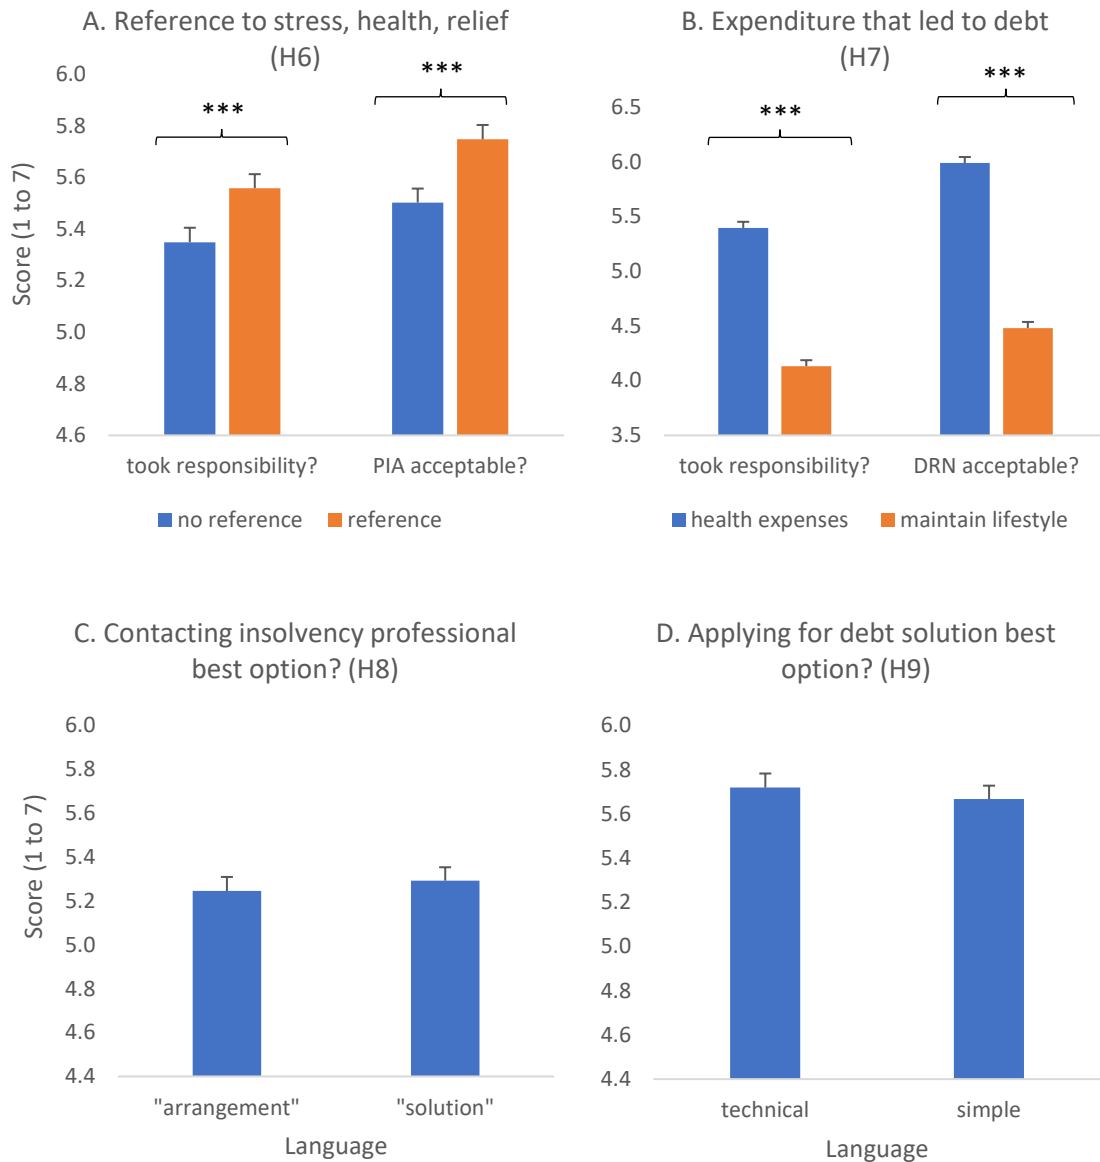 A. Reference to stress, health, relief
(H6)
6.0
5.8
5.6
5.4
5.2
5.0
4.8
4.6
Score (1 to 7)
***
***
took responsibility?
PIA acceptable?
no reference
reference
B. Expenditure that led to debt
(H7)
6.5
6.0
5.5
5.0
4.5
4.0
3.5
***
***
took responsibility?
DRN acceptable?
health expenses
maintain lifestyle
C. Contacting insolvency professional
best option? (H8)
6.0
5.8
5.6
5.4
5.2
5.0
4.8
4.6
4.4
Score (1 to 7)
"arrangement"
"solution"
Language
D. Applying for debt solution best
option? (H9)
6.0
5.8
5.6
5.4
5.2
5.0
4.8
4.6
4.4
technical
simple
Language